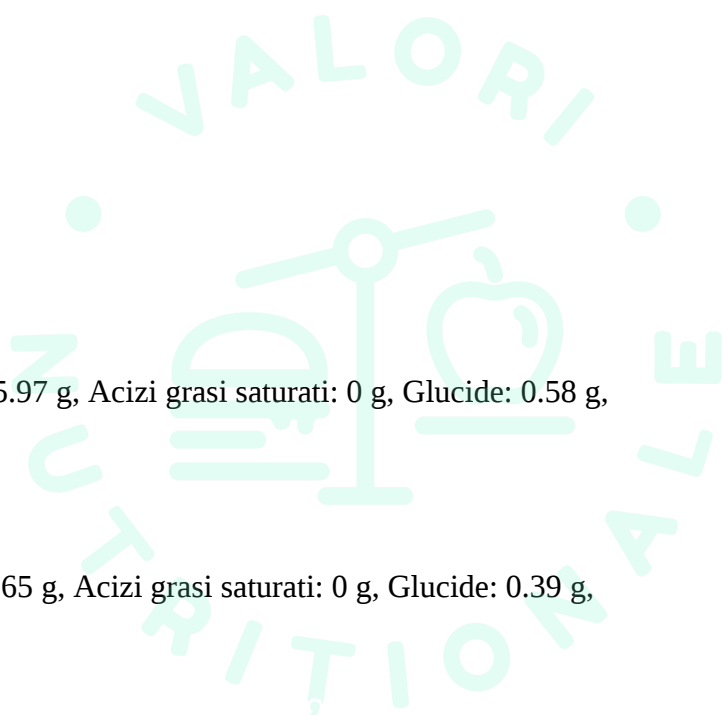 VALORI
5.97 g, Acizi grasi saturati: 0 g, Glucide: 0.58 g,
65 g, Acizi grasi saturati: 0 g, Glucide: 0.39 g,
NUTRITIONALE